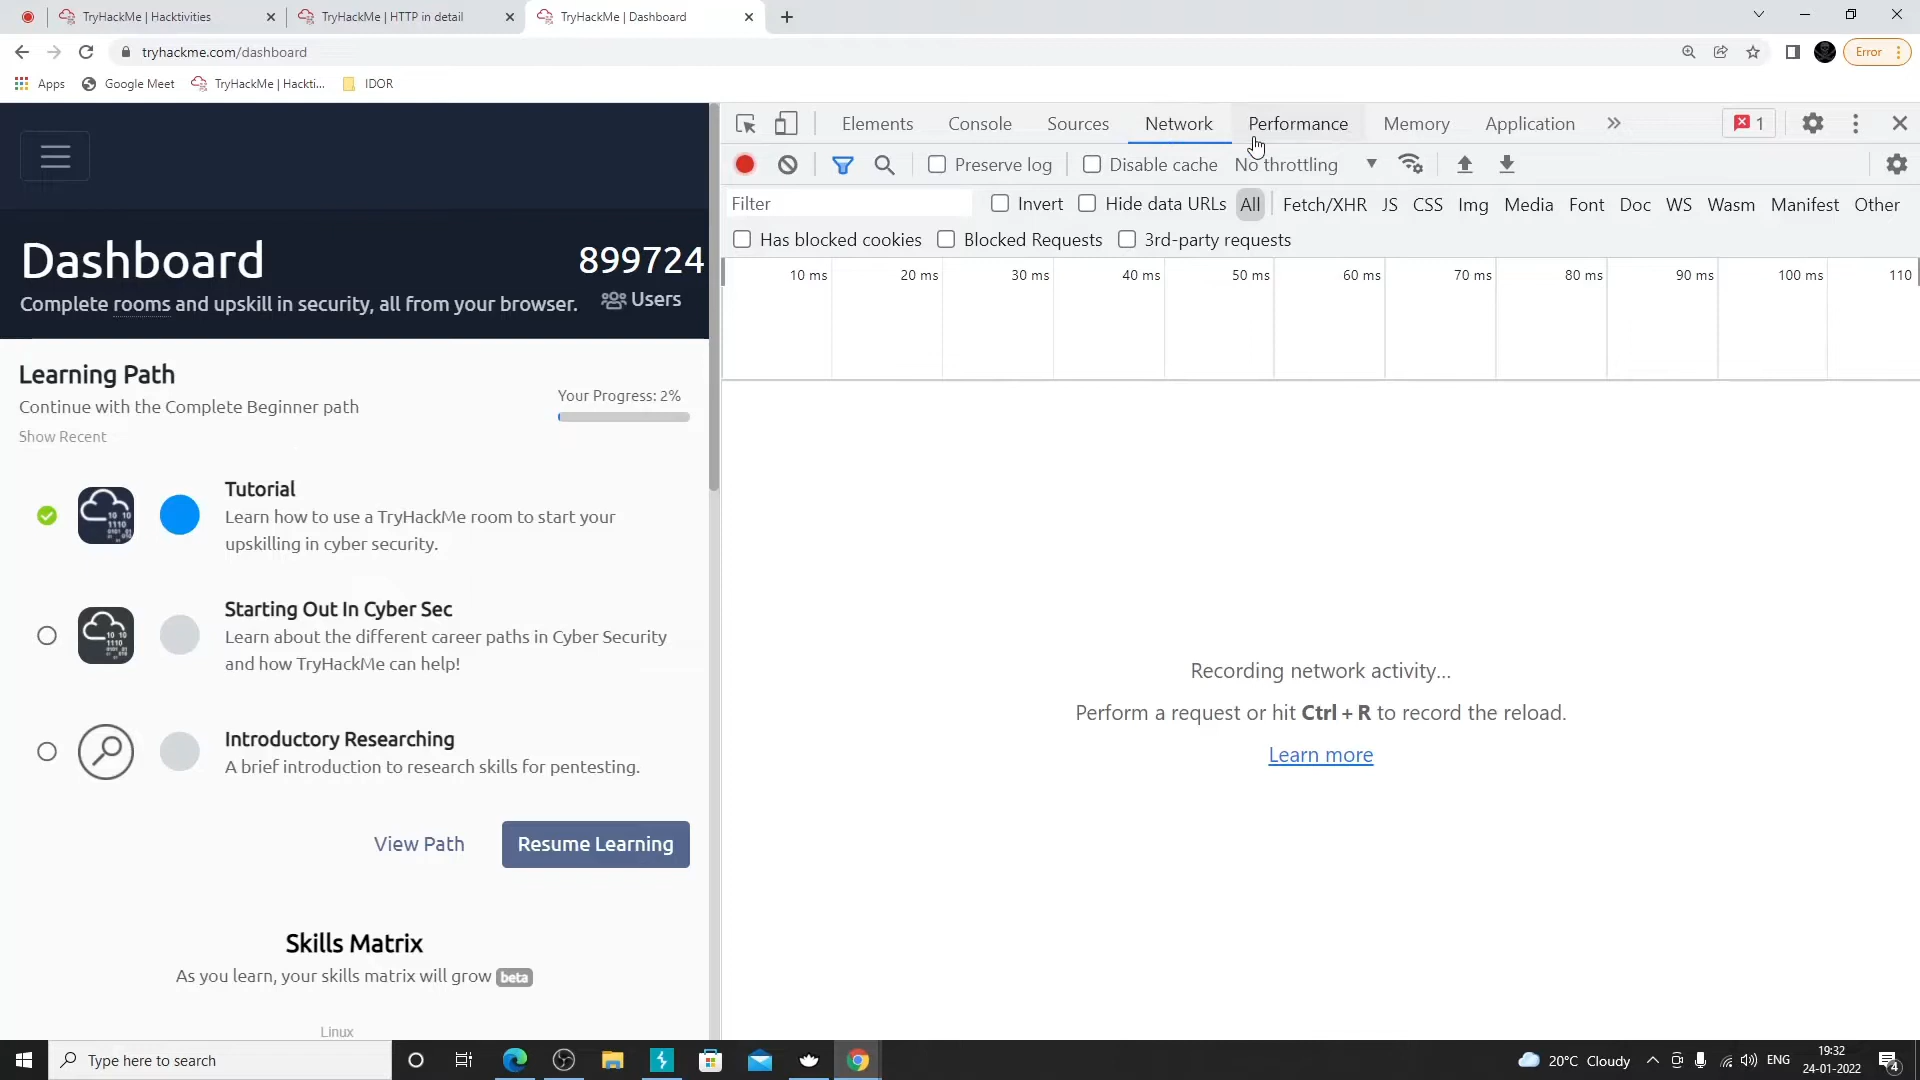 TryHackMe | Hacktivities
TryHackMe | HTTP in detail
TryHackMe | Dashboard
tryhackme.com/dashboard
Error
Apps
Google Meet
TryHackMe | Hackti...
IDOR
Elements
Console
Sources
Network
Performance
Memory
Application
1
Preserve log
Disable cache
No throttling
Filter
Invert
Hide data URLs
All
Fetch/XHR
JS
CSS
Img
Media
Font
Doc
WS
Wasm
Manifest
Other
Has blocked cookies
Blocked Requests
3rd-party requests
10 ms
20 ms
30 ms
40 ms
50 ms
60 ms
70 ms
80 ms
90 ms
100 ms
110
Recording network activity...
Perform a request or hit Ctrl + R to record the reload.
Learn more
Dashboard
899724
Complete rooms and upskill in security, all from your browser.
Users
Learning Path
Your Progress: 2%
Continue with the Complete Beginner path
Show Recent
Tutorial
Learn how to use a TryHackMe room to start your
upskilling in cyber security.
Starting Out In Cyber Sec
Learn about the different career paths in Cyber Security
and how TryHackMe can help!
Introductory Researching
A brief introduction to research skills for pentesting.
View Path
Resume Learning
Skills Matrix
As you learn, your skills matrix will grow beta
Linux
Type here to search
20°C Cloudy
ENG
19:32
24-01-2022
4